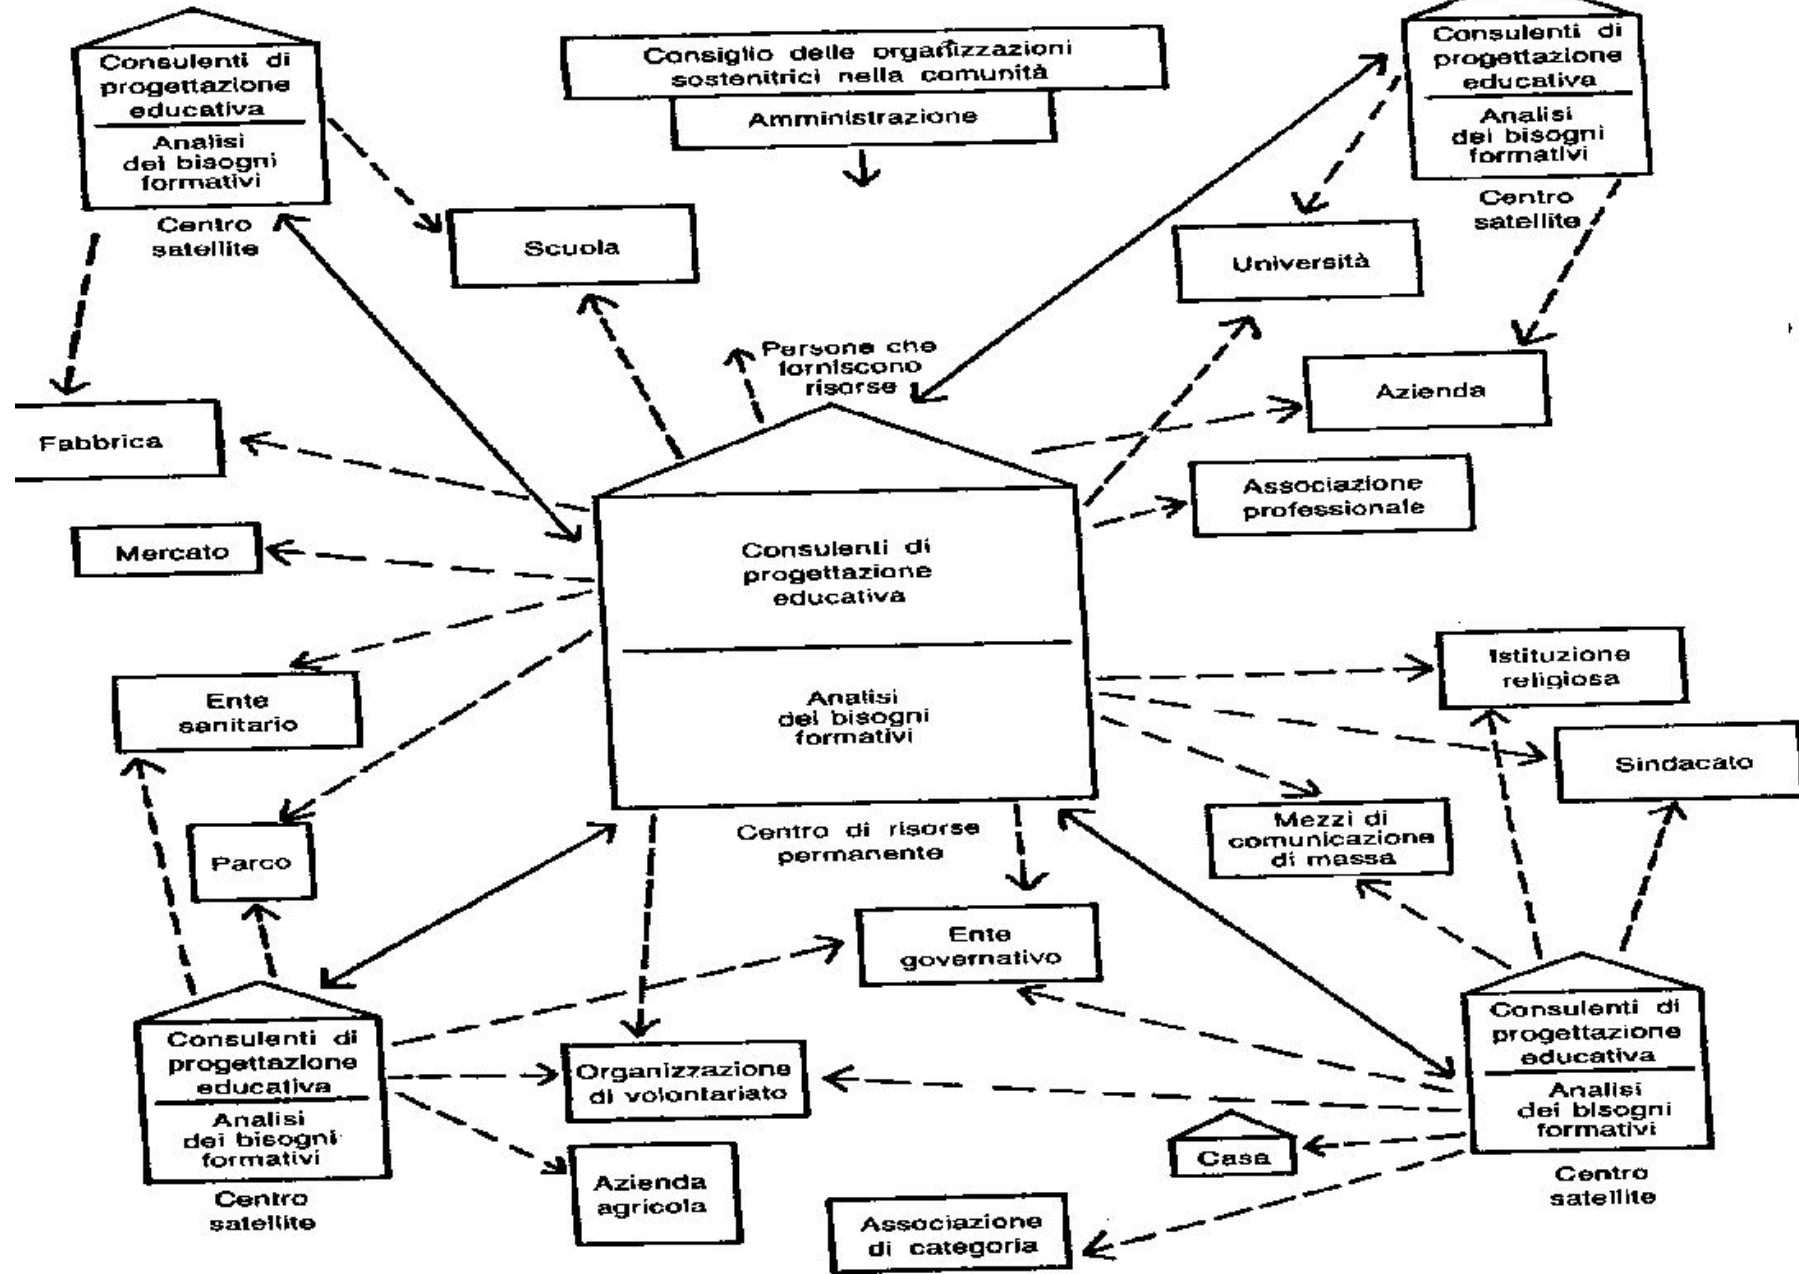 Consulenti di
progettazione
educativa
Analisi
dei bisogni
formativi
Centro
satellite
Consiglio delle organizzazioni
sostenitrici nella comunità
Amministrazione
Consulenti di
progettazione
educativa
Analisi
dei bisogni
formativi
Centro
satellite
Scuola
Università
Persone che
forniscono
risorse
Azienda
Fabbrica
Associazione
professionale
Mercato
Consulenti di
progettazione
educativa
Analisi
dei bisogni
formativi
Centro di risorse
permanente
Ente
sanitario
Istituzione
religiosa
Sindacato
Parco
Mezzi di
comunicazione
di massa
Ente
governativo
Consulenti di
progettazione
educativa
Analisi
dei bisogni
formativi
Centro
satellite
Organizzazione
di volontariato
Azienda
agricola
Casa
Associazione
di categoria
Consulenti di
progettazione
educativa
Analisi
dei bisogni
formativi
Centro
satellite